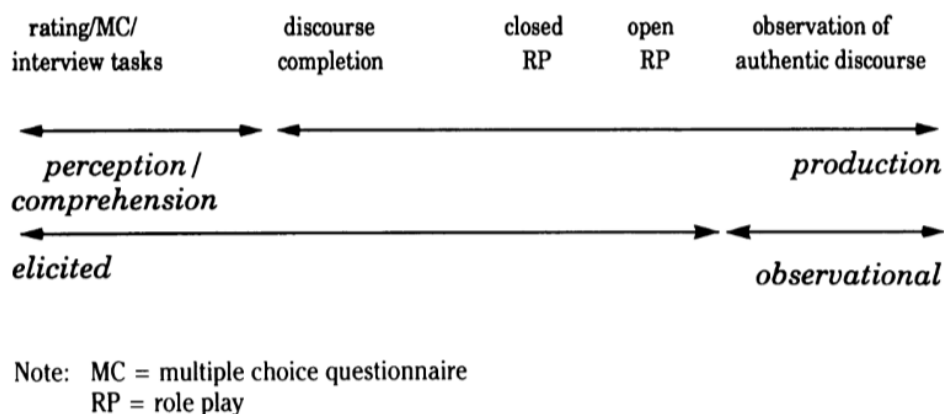 rating/MC/ discourse closed open observation of
interview tasks completion RP RP authentic discourse
perception/ production
comprehension
elicited observational
Note: MC = multiple choice questionnaire
RP = role play